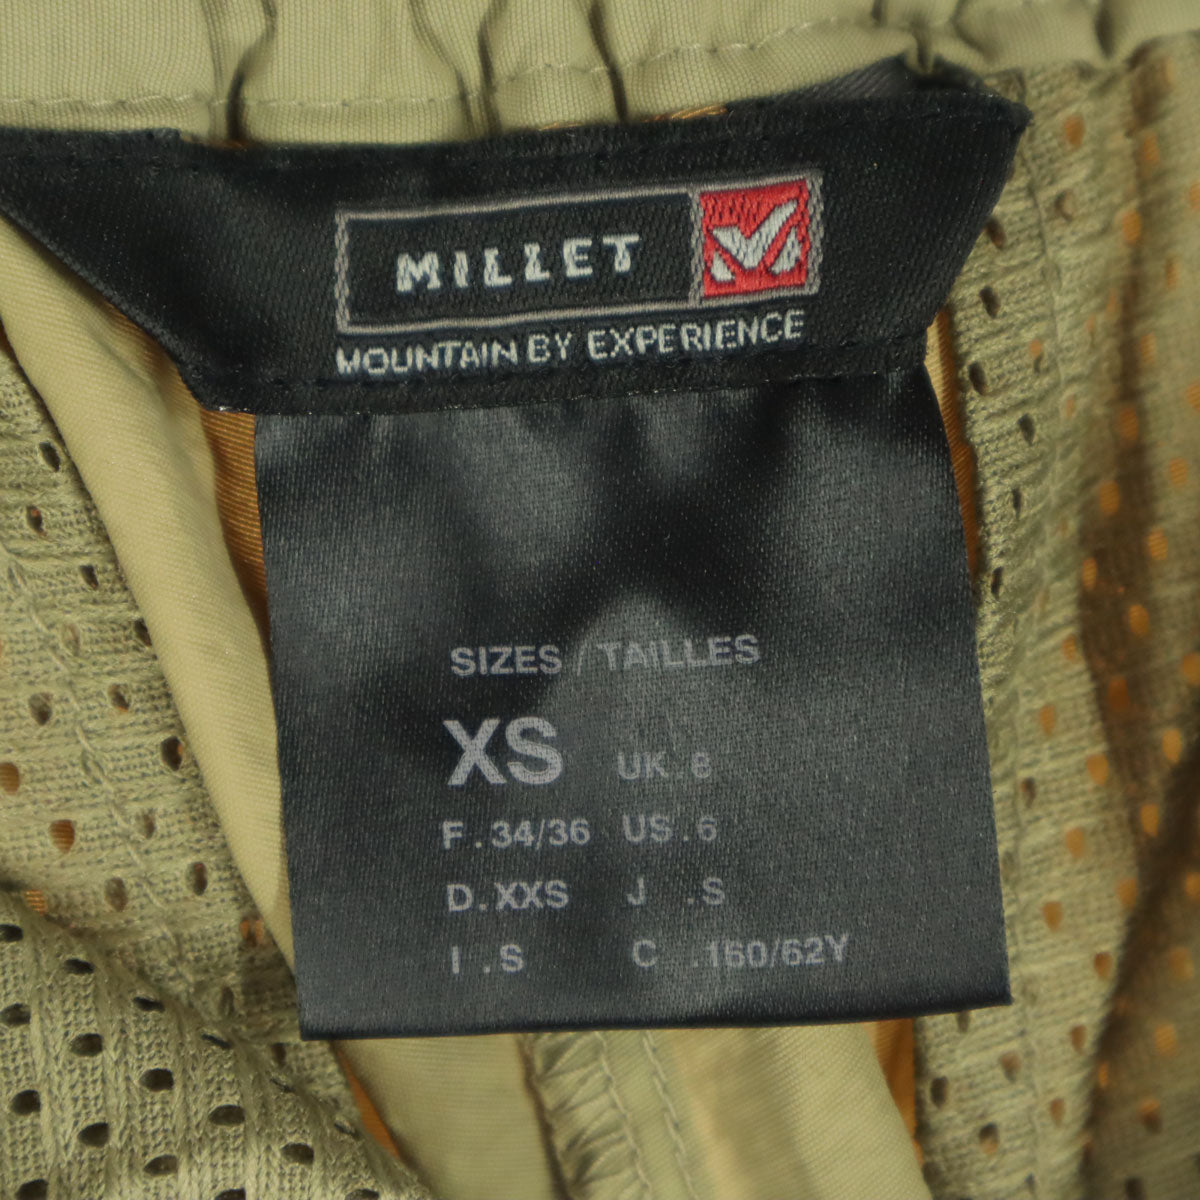 MILLET
MOUNTAIN BY EXPERIENCE
SIZES / TAILLES
XS UK.8
F.34/36 US.6
D.XXS J .S
I .S C .160/62Y